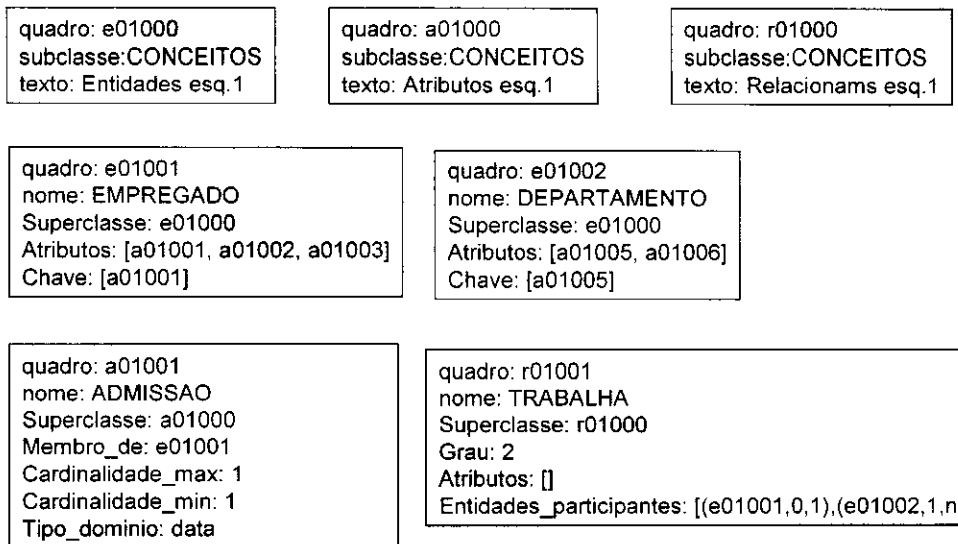 quadro: e01000
subclasse:CONCEITOS
texto: Entidades esq.1
quadro: a01000
subclasse:CONCEITOS
texto: Atributos esq.1
quadro: r01000
subclasse:CONCEITOS
texto: Relacionams esq.1
quadro: e01001
nome: EMPREGADO
Superclasse: e01000
Atributos: [a01001, a01002, a01003]
Chave: [a01001]
quadro: e01002
nome: DEPARTAMENTO
Superclasse: e01000
Atributos: [a01005, a01006]
Chave: [a01005]
quadro: a01001
nome: ADMISSAO
Superclasse: a01000
Membro_de: e01001
Cardinalidade_max: 1
Cardinalidade_min: 1
Tipo_dominio: data
quadro: r01001
nome: TRABALHA
Superclasse: r01000
Grau: 2
Atributos: []
Entidades_participantes: [(e01001,0,1),(e01002,1,n